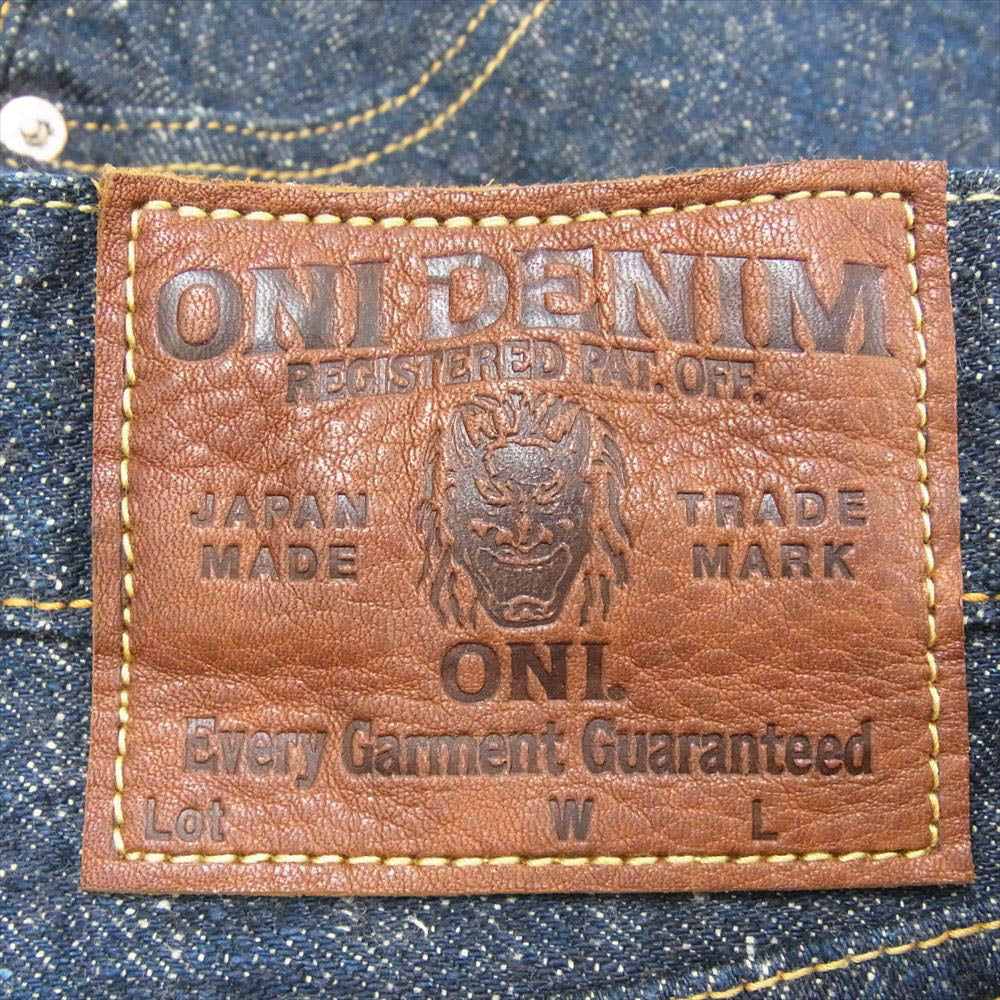 ONI DENIM
REGISTERED PAT. OFF.
JAPAN MADE
TRADE MARK
ONI.
Every Garment Guaranteed
Lot W L